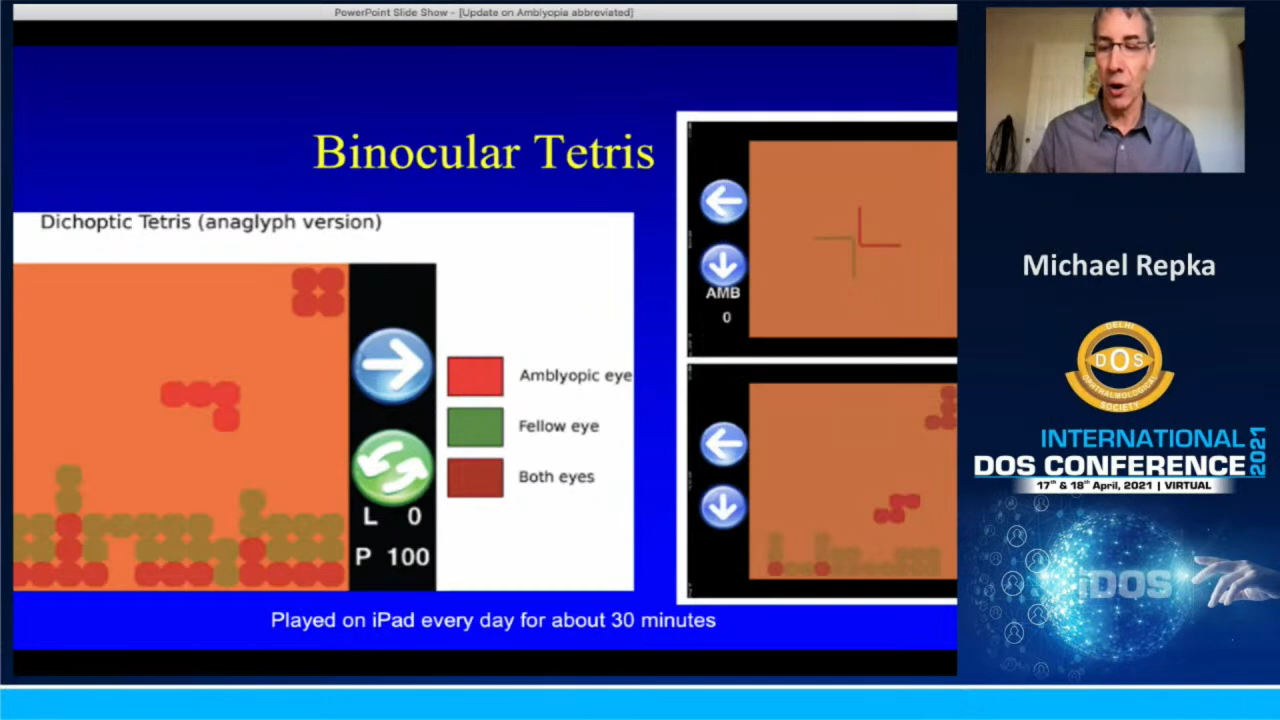 PowerPoint Slide Show - [Update on Amblyopia abbreviated]
Binocular Tetris
Dichoptic Tetris (anaglyph version)
Amblyopic eye
Fellow eye
Both eyes
L 0
P 100
AMB
0
Played on iPad every day for about 30 minutes
Michael Repka
DELHI
DOS
OPHTHALMOLOGICAL
SOCIETY
INTERNATIONAL
DOS CONFERENCE
2021
17th & 18th April, 2021 | VIRTUAL
iDOS